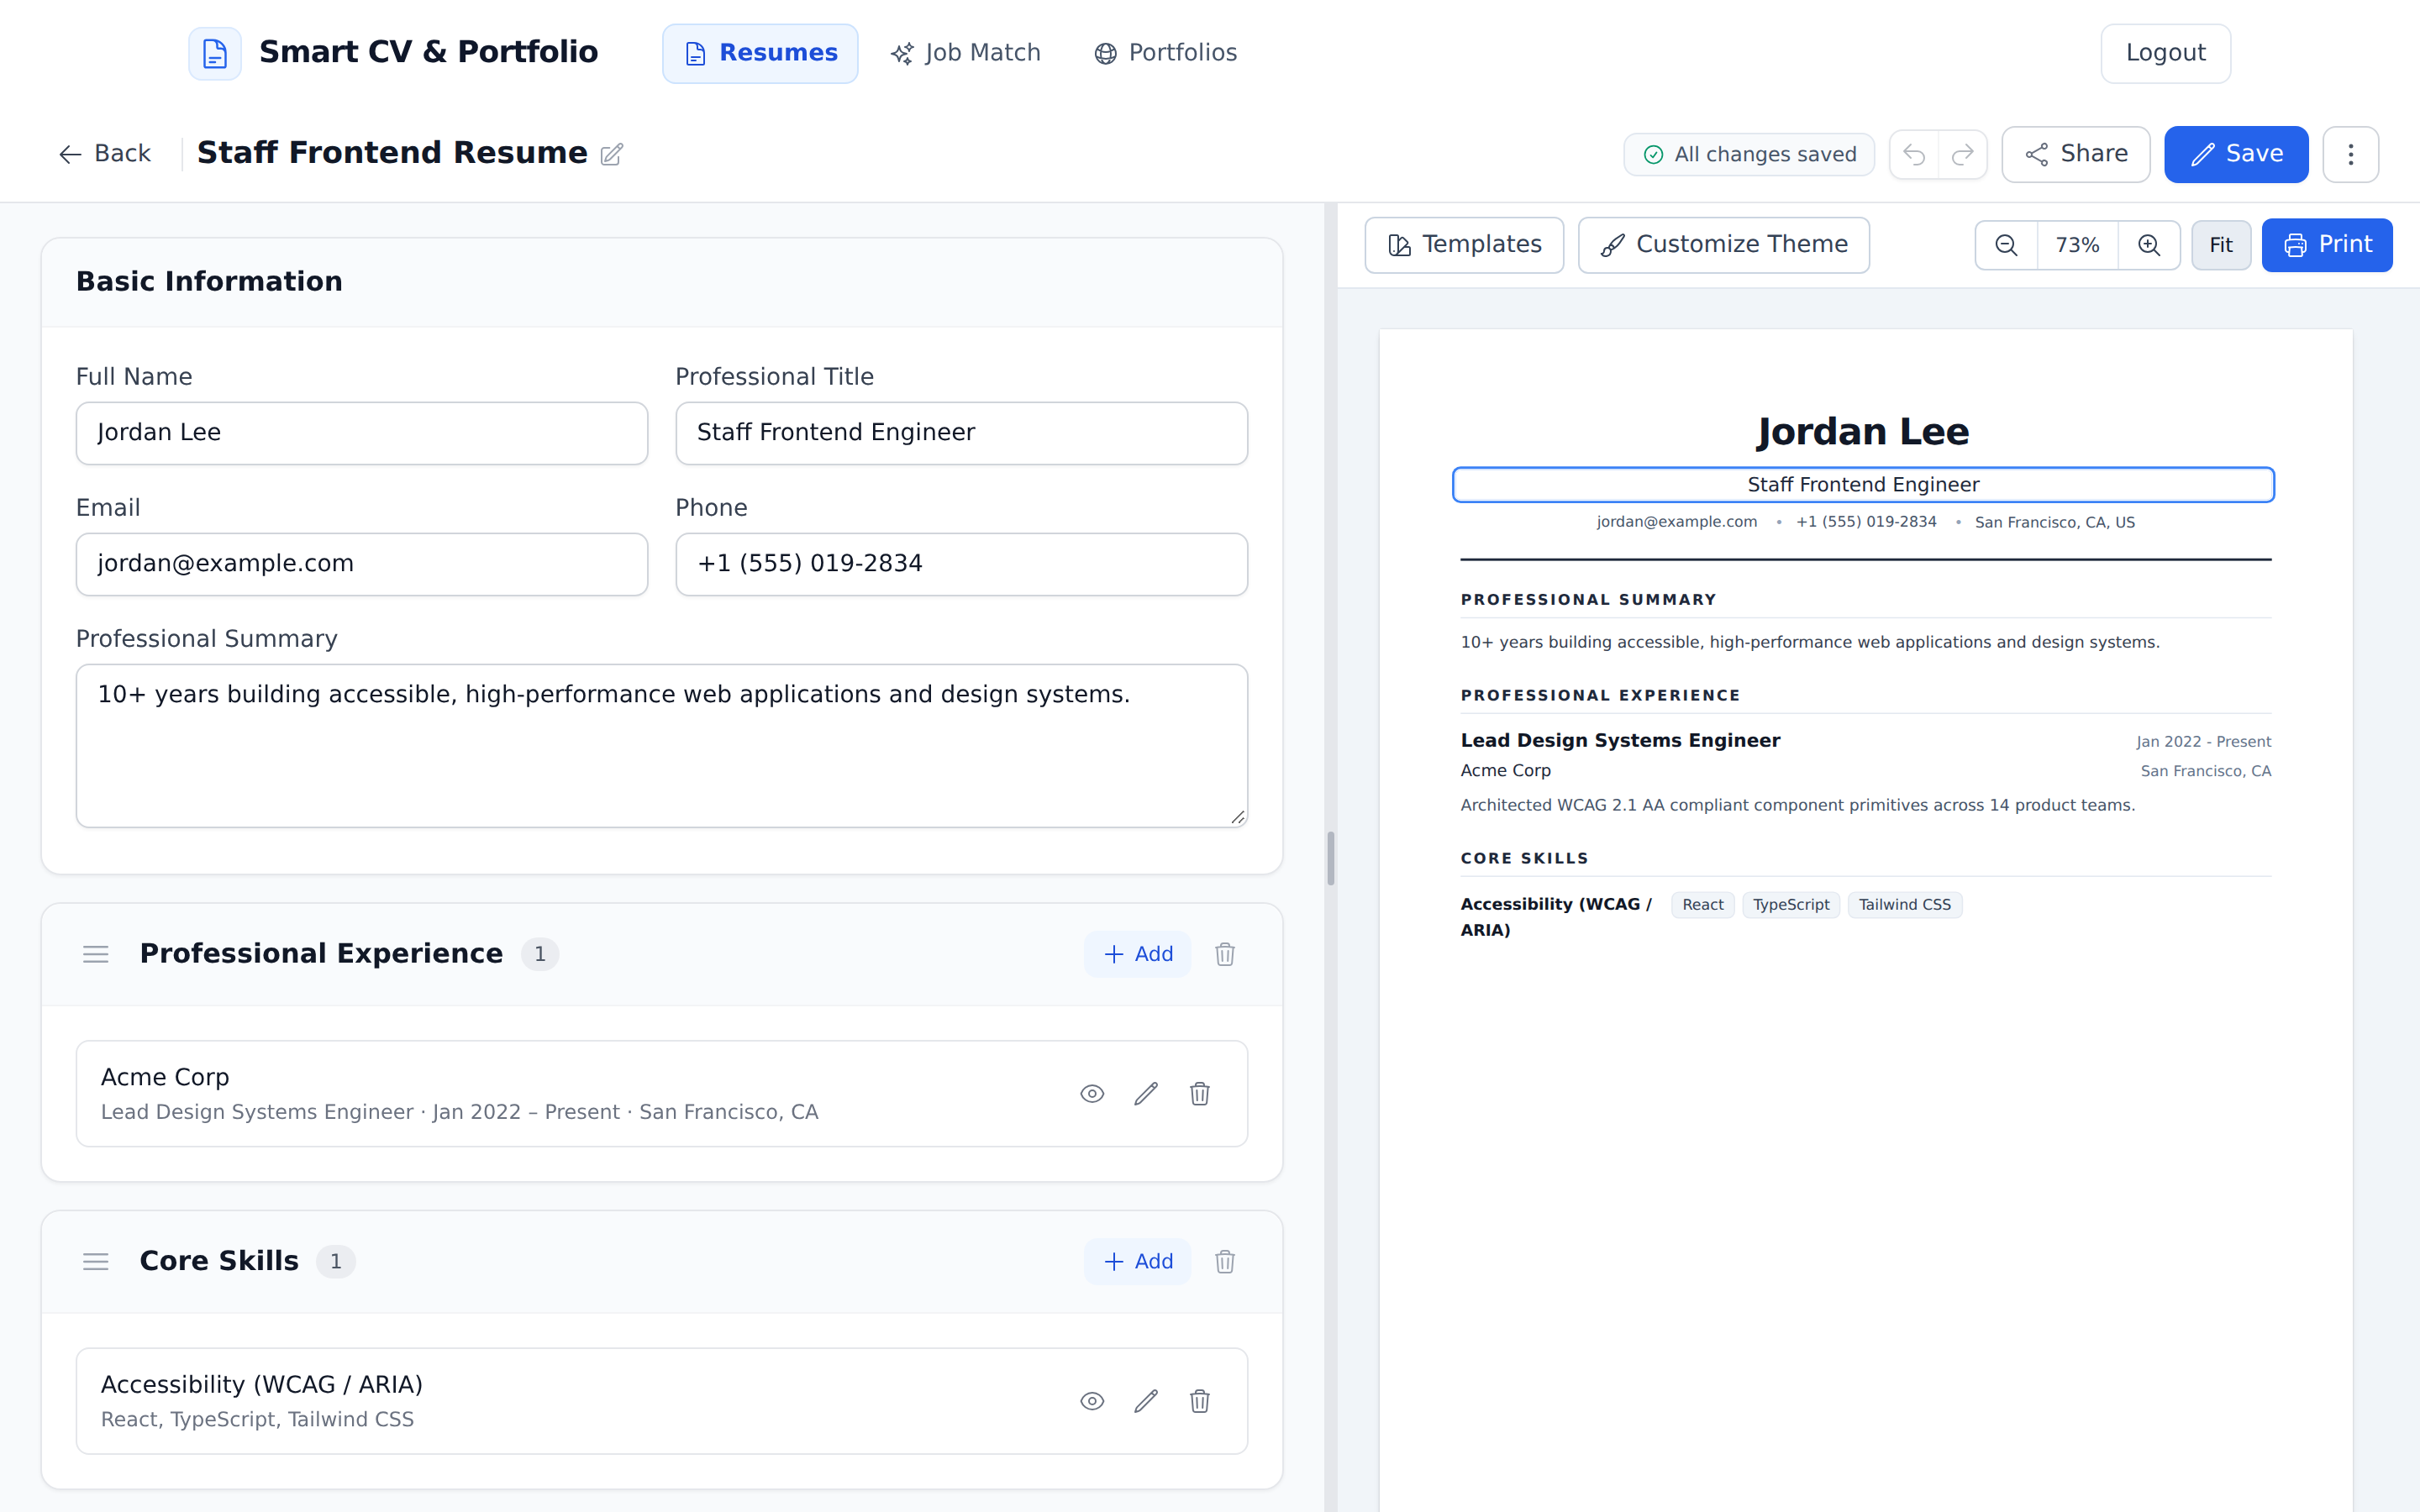 Smart CV & Portfolio
Resumes
Job Match
Portfolios
Logout
Back
Staff Frontend Resume
All changes saved
Share
Save
Basic Information
Full Name
Professional Title
Jordan Lee
Staff Frontend Engineer
Email
Phone
jordan@example.com
+1 (555) 019-2834
Professional Summary
10+ years building accessible, high-performance web applications and design systems.
Professional Experience 1
Add
Acme Corp
Lead Design Systems Engineer · Jan 2022 – Present · San Francisco, CA
Core Skills 1
Add
Accessibility (WCAG / ARIA)
React, TypeScript, Tailwind CSS
Templates
Customize Theme
73%
Fit
Print
Jordan Lee
Staff Frontend Engineer
jordan@example.com • +1 (555) 019-2834 • San Francisco, CA, US
PROFESSIONAL SUMMARY
10+ years building accessible, high-performance web applications and design systems.
PROFESSIONAL EXPERIENCE
Lead Design Systems Engineer Jan 2022 - Present
Acme Corp San Francisco, CA
Architected WCAG 2.1 AA compliant component primitives across 14 product teams.
CORE SKILLS
Accessibility (WCAG / React TypeScript Tailwind CSS
ARIA)